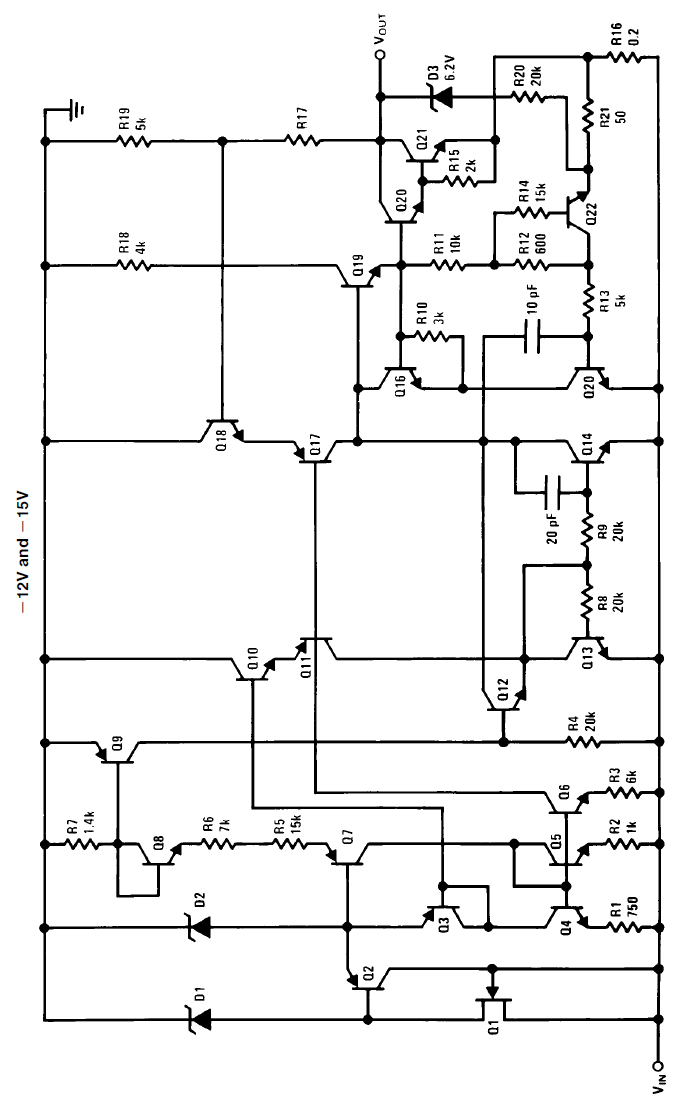 −12V and −15V
R7
1.4k
D1
D2
Q8
Q9
R6
7k
R5
15k
Q7
Q2
Q3
Q1
Q4
Q5
Q6
R1
750
R2
1k
R3
6k
R4
20k
VIN
Q10
Q11
Q12
Q13
R8
20k
R9
20k
20 pF
Q14
Q18
Q17
Q16
R10
3k
10 pF
Q20
R13
5k
R18
4k
Q19
R11
10k
R12
600
R14
15k
Q22
R19
5k
R17
Q20
Q21
R15
2k
VOUT
D3
6.2V
R20
20k
R21
50
R16
0.2